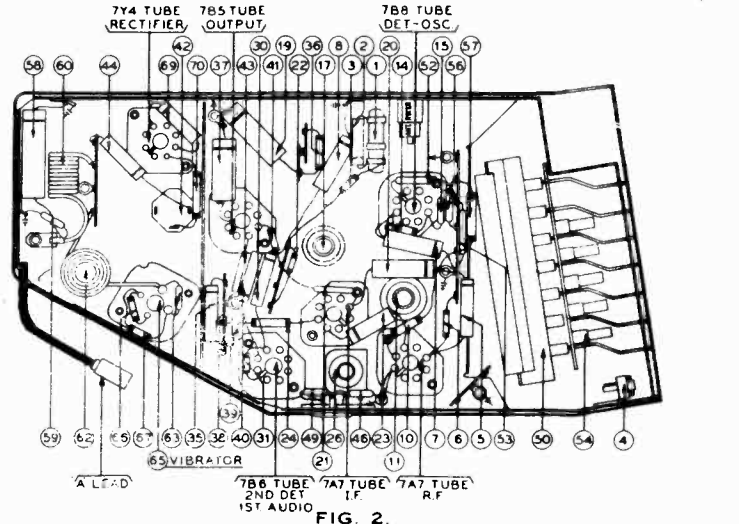 7Y4 TUBE
RECTIFIER
7B5 TUBE
OUTPUT
7B8 TUBE
DET-OSC.
42 30 19 36 8 2 20 15 57
58 60 44 69 70 37 43 41 22 17 3 1 14 52 56
59 62 66 67 63 35 38 39 40 31 24 49 26 46 23 10 7 6 5 53 50 54 4
21 11
65 VIBRATOR
A LEAD
7B6 TUBE
2ND DET
1ST AUDIO
7A7 TUBE
I.F.
7A7 TUBE
R.F
FIG. 2.